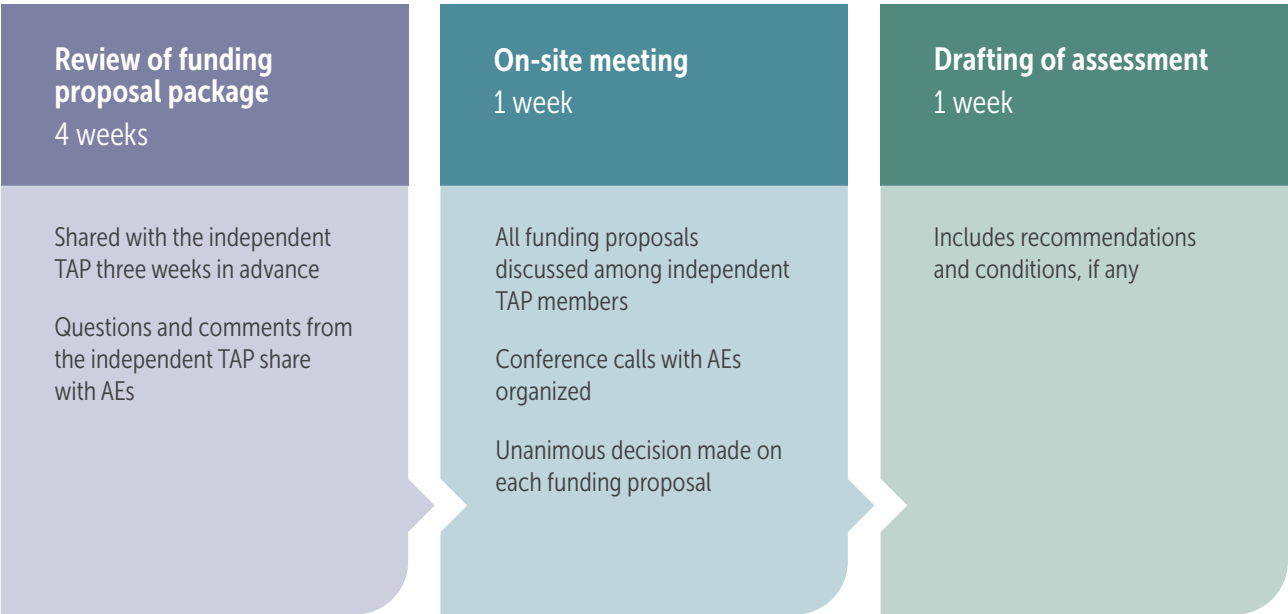 Review of funding
proposal package
4 weeks
Shared with the independent
TAP three weeks in advance
Questions and comments from
the independent TAP share
with AEs
On-site meeting
1 week
All funding proposals
discussed among independent
TAP members
Conference calls with AEs
organized
Unanimous decision made on
each funding proposal
Drafting of assessment
1 week
Includes recommendations
and conditions, if any